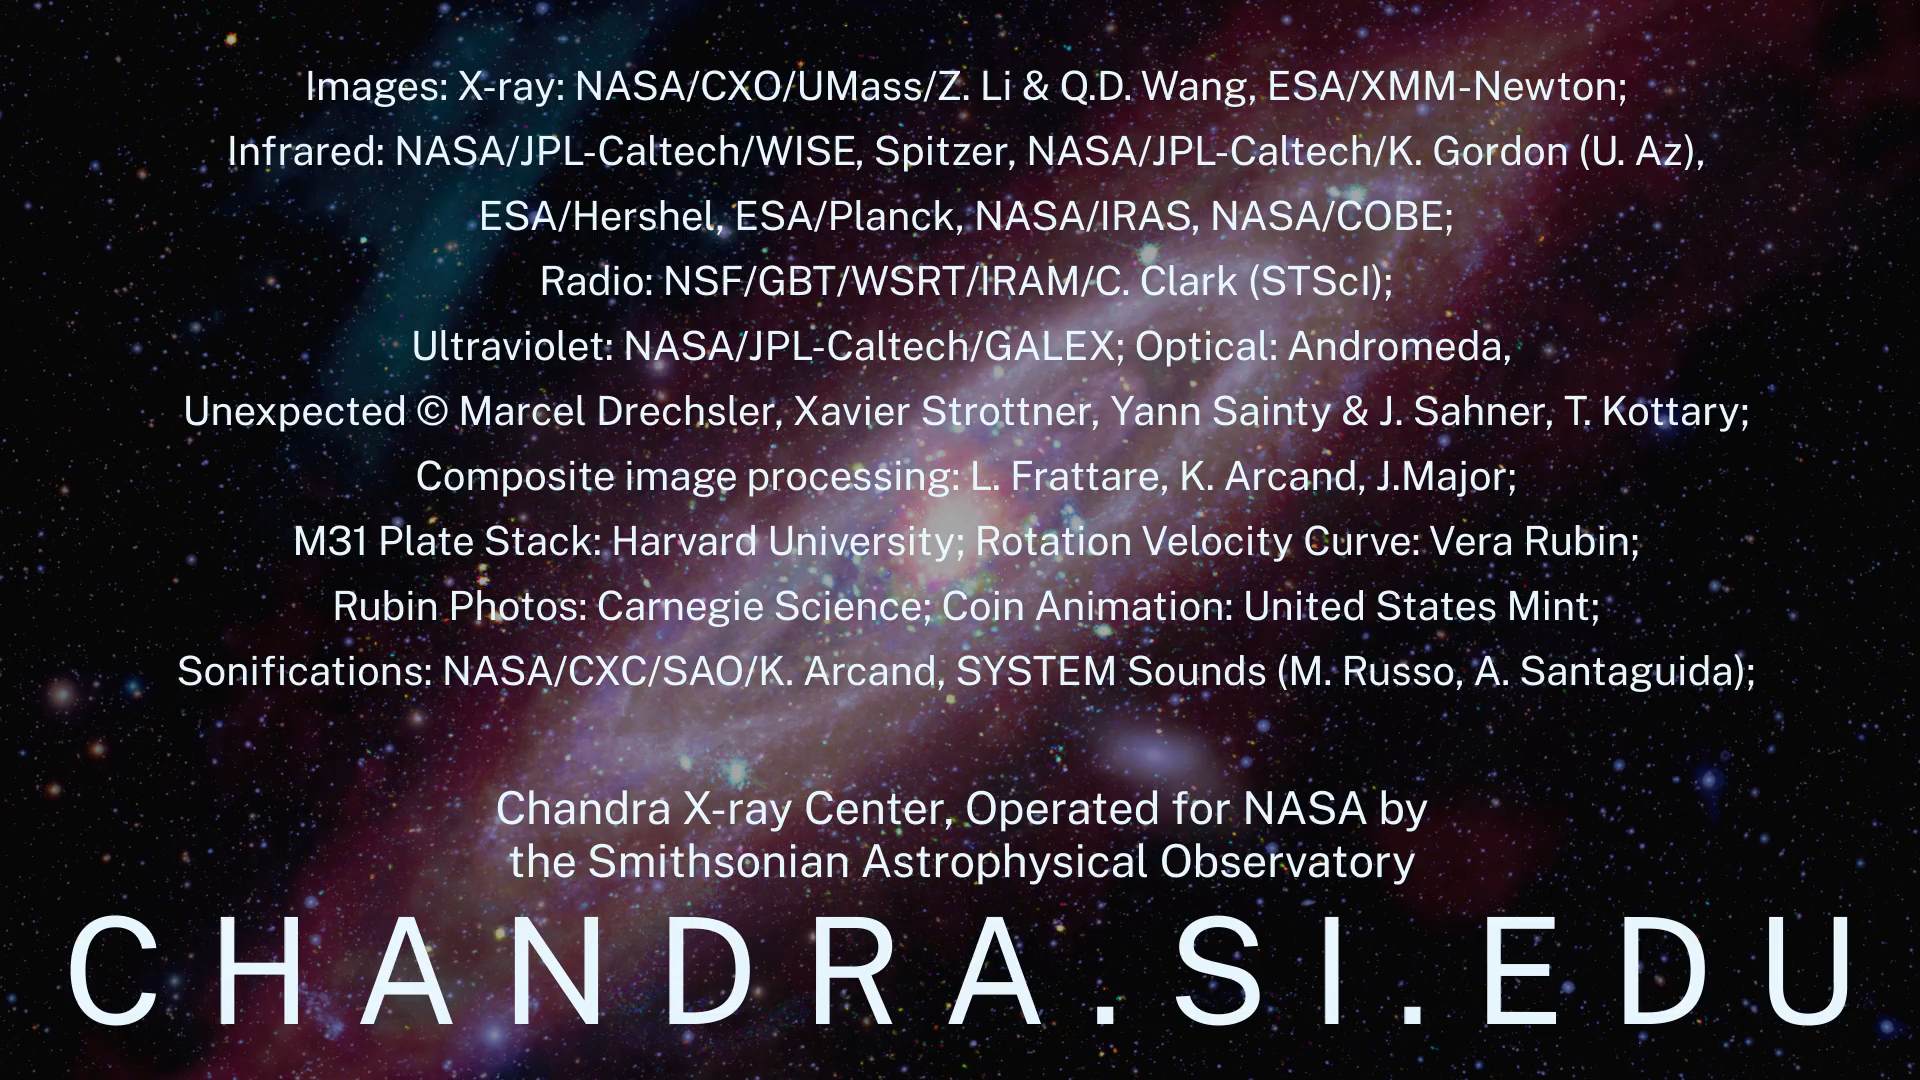 Images: X-ray: NASA/CXO/UMass/Z. Li & Q.D. Wang, ESA/XMM-Newton;
Infrared: NASA/JPL-Caltech/WISE, Spitzer, NASA/JPL-Caltech/K. Gordon (U. Az),
ESA/Hershel, ESA/Planck, NASA/IRAS, NASA/COBE;
Radio: NSF/GBT/WSRT/IRAM/C. Clark (STScI);
Ultraviolet: NASA/JPL-Caltech/GALEX; Optical: Andromeda,
Unexpected © Marcel Drechsler, Xavier Strottner, Yann Sainty & J. Sahner, T. Kottary;
Composite image processing: L. Frattare, K. Arcand, J.Major;
M31 Plate Stack: Harvard University; Rotation Velocity Curve: Vera Rubin;
Rubin Photos: Carnegie Science; Coin Animation: United States Mint;
Sonifications: NASA/CXC/SAO/K. Arcand, SYSTEM Sounds (M. Russo, A. Santaguida);
Chandra X-ray Center, Operated for NASA by
the Smithsonian Astrophysical Observatory
CHANDRA.SI.EDU